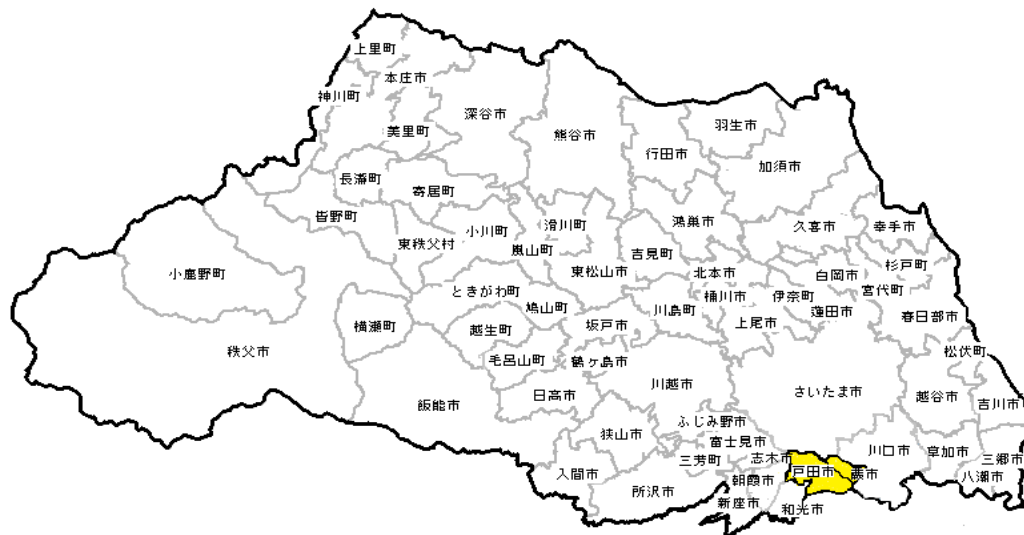 上里町
本庄市
神川町
美里町
深谷市
熊谷市
羽生市
行田市
加須市
長瀞町
寄居町
皆野町
東秩父村
小川町
滑川町
嵐山町
鴻巣市
久喜市
幸手市
吉見町
小鹿野町
東松山市
北本市
白岡市
杉戸町
ときがわ町
桶川市
伊奈町
宮代町
鳩山町
川島町
蓮田市
横瀬町
越生町
坂戸市
上尾市
春日部市
秩父市
毛呂山町
鶴ヶ島市
松伏町
川越市
さいたま市
日高市
越谷市
吉川市
飯能市
ふじみ野市
狭山市
富士見市
川口市
草加市
三芳町
志木市
三郷市
入間市
戸田市
蕨市
八潮市
朝霞市
所沢市
新座市
和光市